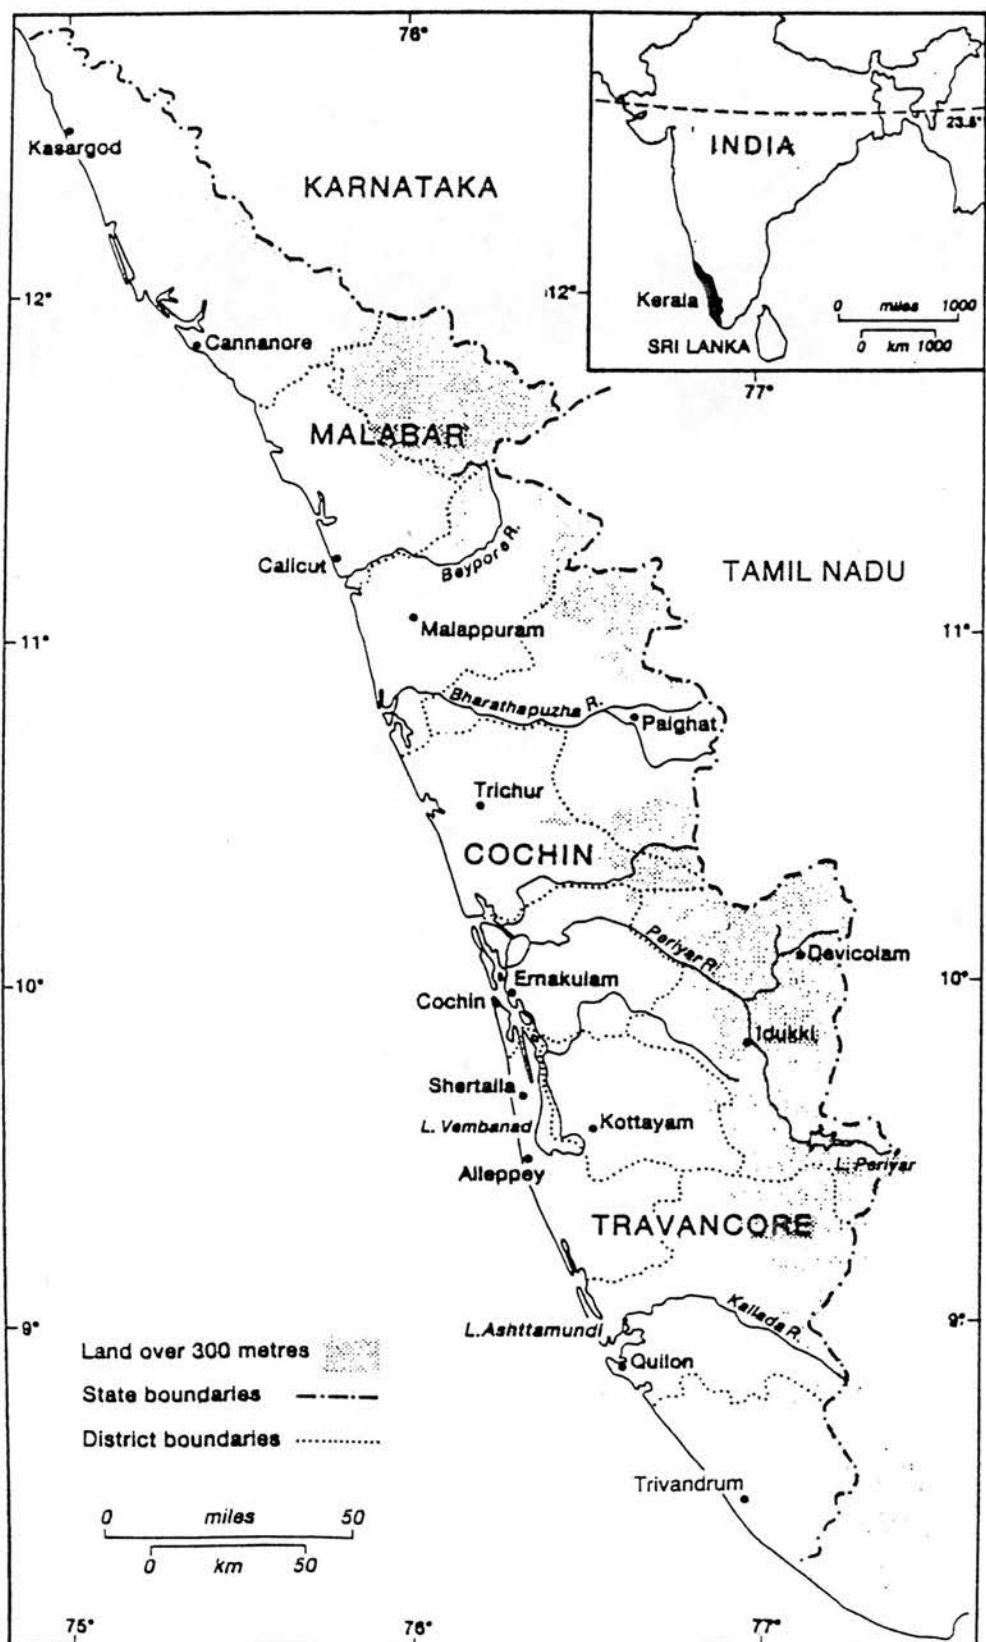 76°
Kasargod
KARNATAKA
INDIA
23.5°
Kerala
SRI LANKA
0 miles 1000
0 km 1000
12°
12°
77°
Cannanore
MALABAR
Calicut
Beypore R.
TAMIL NADU
11°
Malappuram
11°
Bharathapuzha R.
Palghat
Trichur
COCHIN
Periyar R.
Devicolam
10°
10°
Ernakulam
Cochin
Idukki
Shertalla
L. Vembanad
Kottayam
Alleppey
L. Periyar
TRAVANCORE
9°
9°
Kallada R.
L. Ashttamundi
Quilon
Land over 300 metres
State boundaries
District boundaries
Trivandrum
0 miles 50
0 km 50
75°
76°
77°